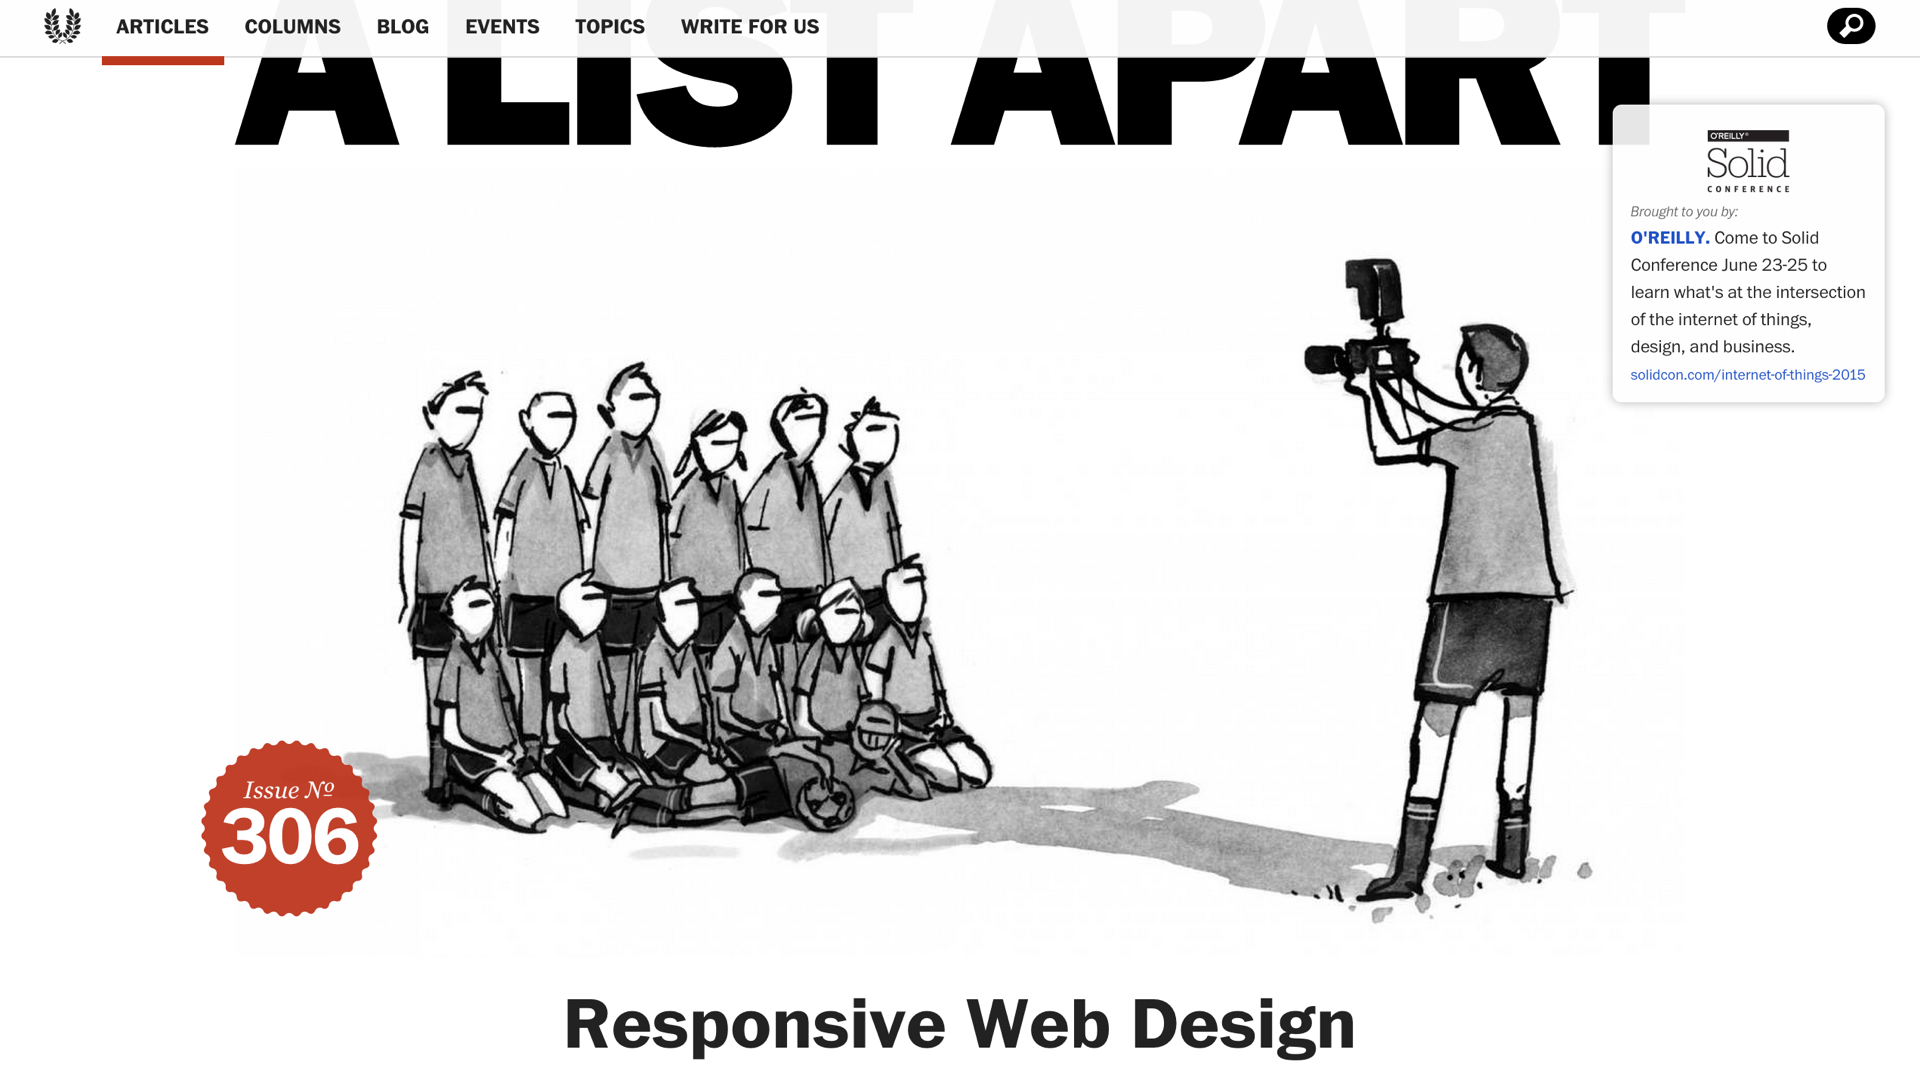 ARTICLES COLUMNS BLOG EVENTS TOPICS WRITE FOR US
A LIST APART
O'REILLY®
Solid
CONFERENCE
Brought to you by:
O'REILLY. Come to Solid
Conference June 23-25 to
learn what's at the intersection
of the internet of things,
design, and business.
solidcon.com/internet-of-things-2015
Issue Nº
306
Responsive Web Design